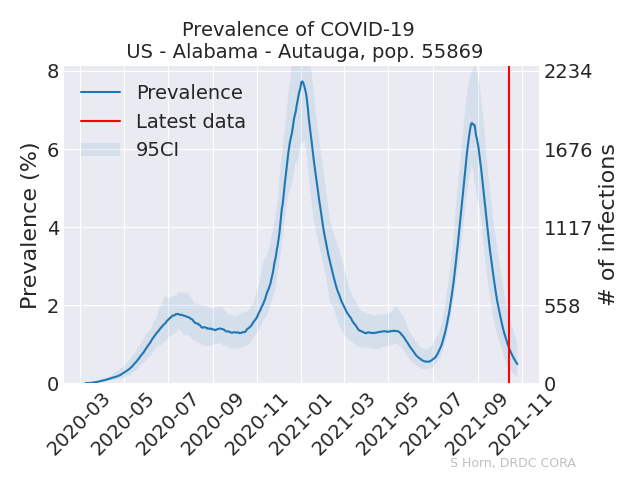 Prevalence of COVID-19
US - Alabama - Autauga, pop. 55869
Prevalence
Latest data
95CI
Prevalence (%)
8
6
4
2
0
2234
1676
1117
558
0
# of infections
2020-03
2020-05
2020-07
2020-09
2020-11
2021-01
2021-03
2021-05
2021-07
2021-09
2021-11
S Horn, DRDC CORA